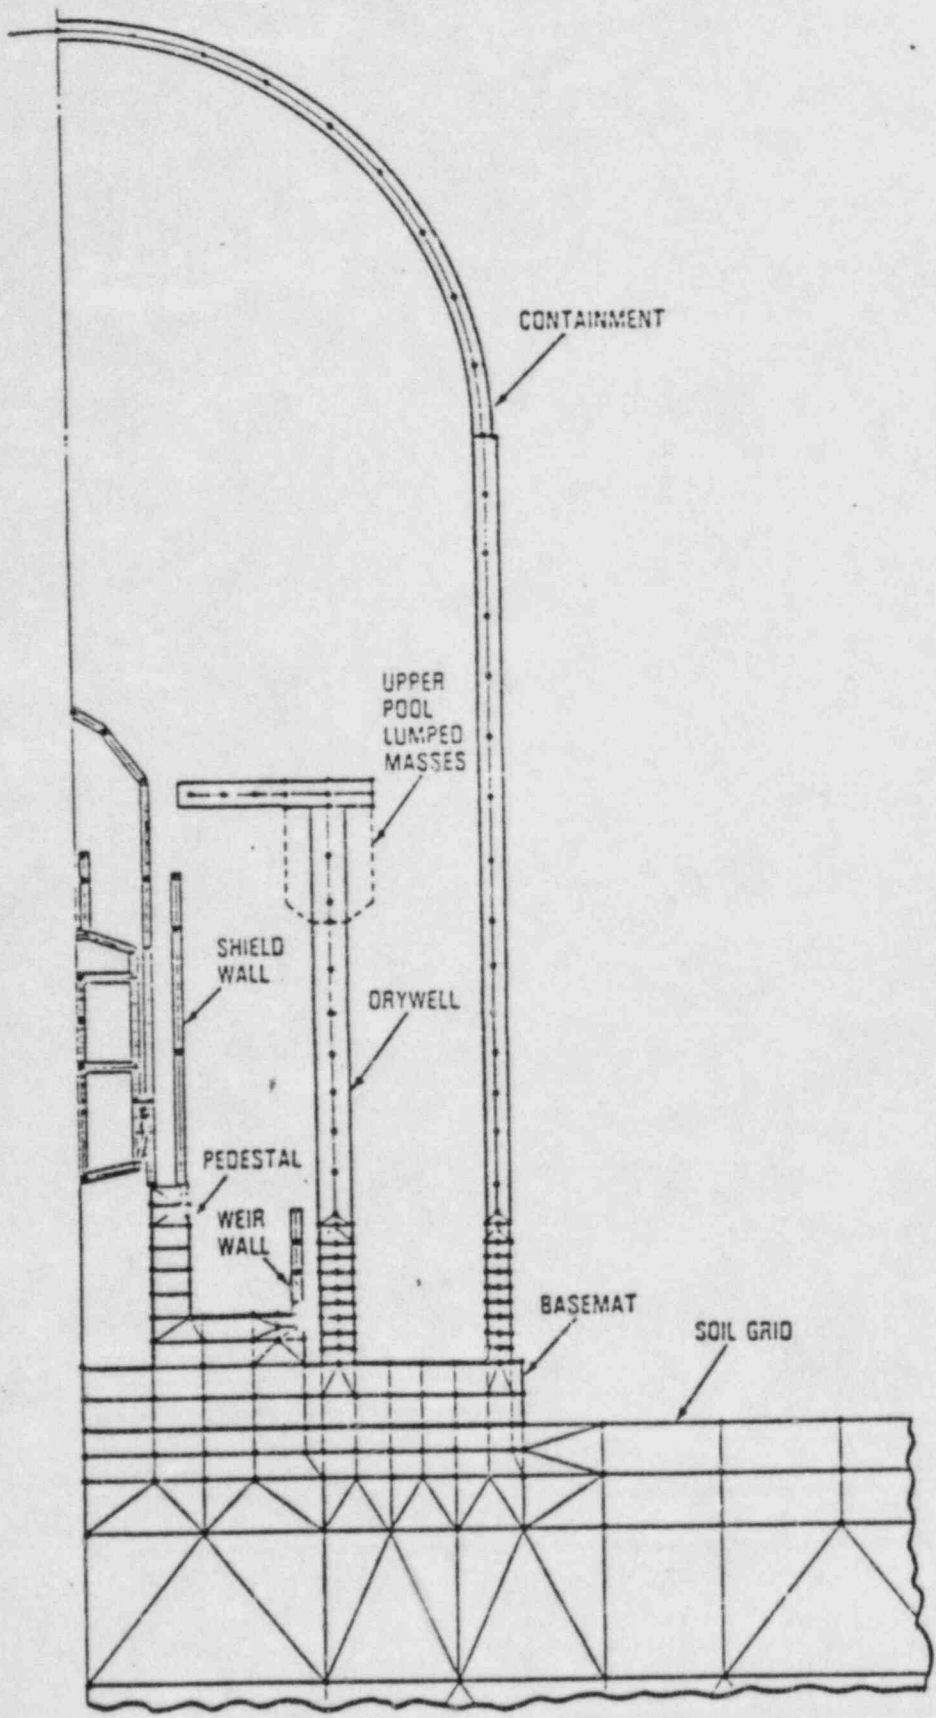 CONTAINMENT
UPPER
POOL
LUMPED
MASSES
SHIELD
WALL
DRYWELL
PEDESTAL
WEIR
WALL
BASEMAT
SOIL GRID